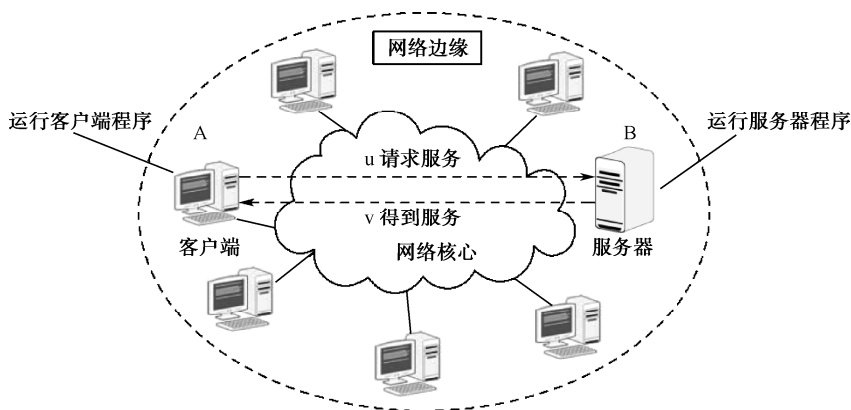 网络边缘
运行客户端程序
A
B
运行服务器程序
u 请求服务
v 得到服务
客户端
网络核心
服务器